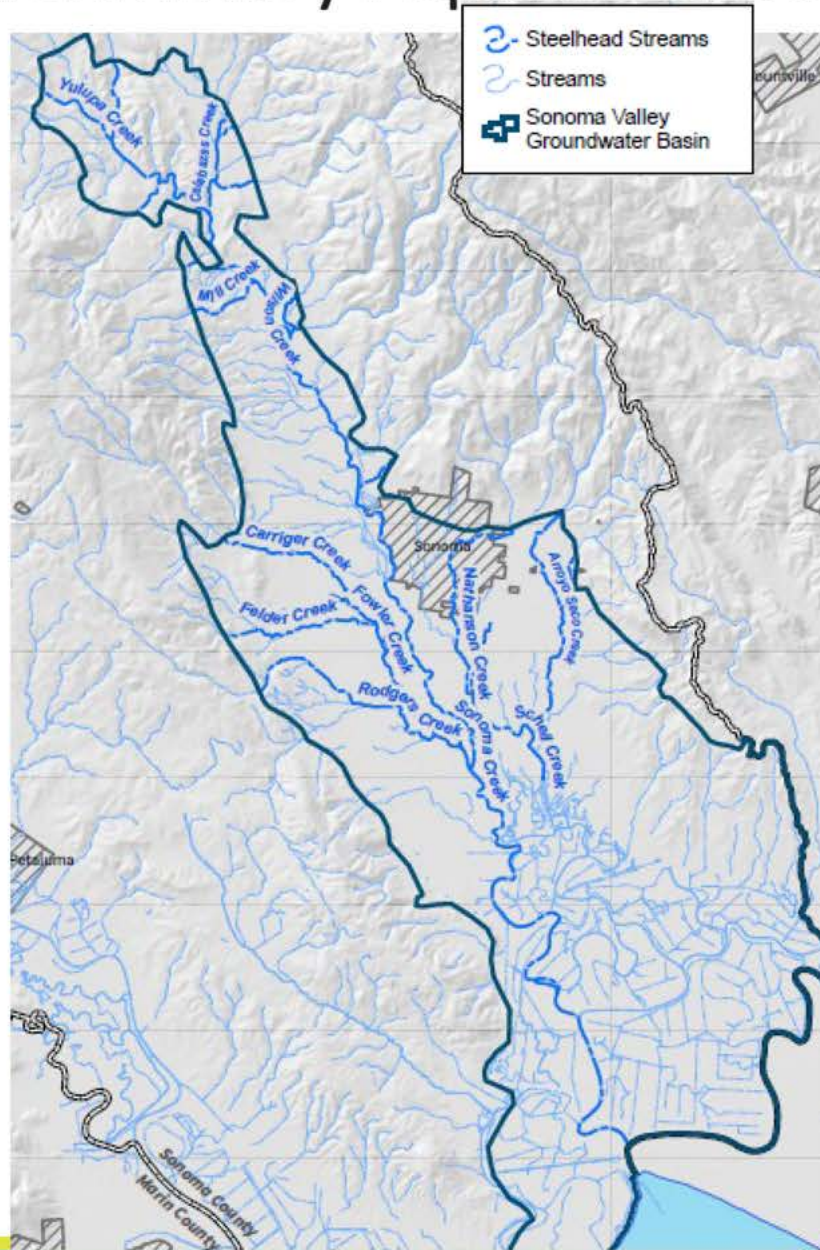 Steelhead Streams
Streams
Sonoma Valley
Groundwater Basin
Yulupa Creek
Calabazas Creek
Mill Creek
Wilson
Creek
Sonoma
Carriger Creek
Felder Creek
Fowler Creek
Nathanson Creek
Arroyo Seco Creek
Rodgers Creek
Sonoma Creek
Schell Creek
Petaluma
Sonoma County
Marin County